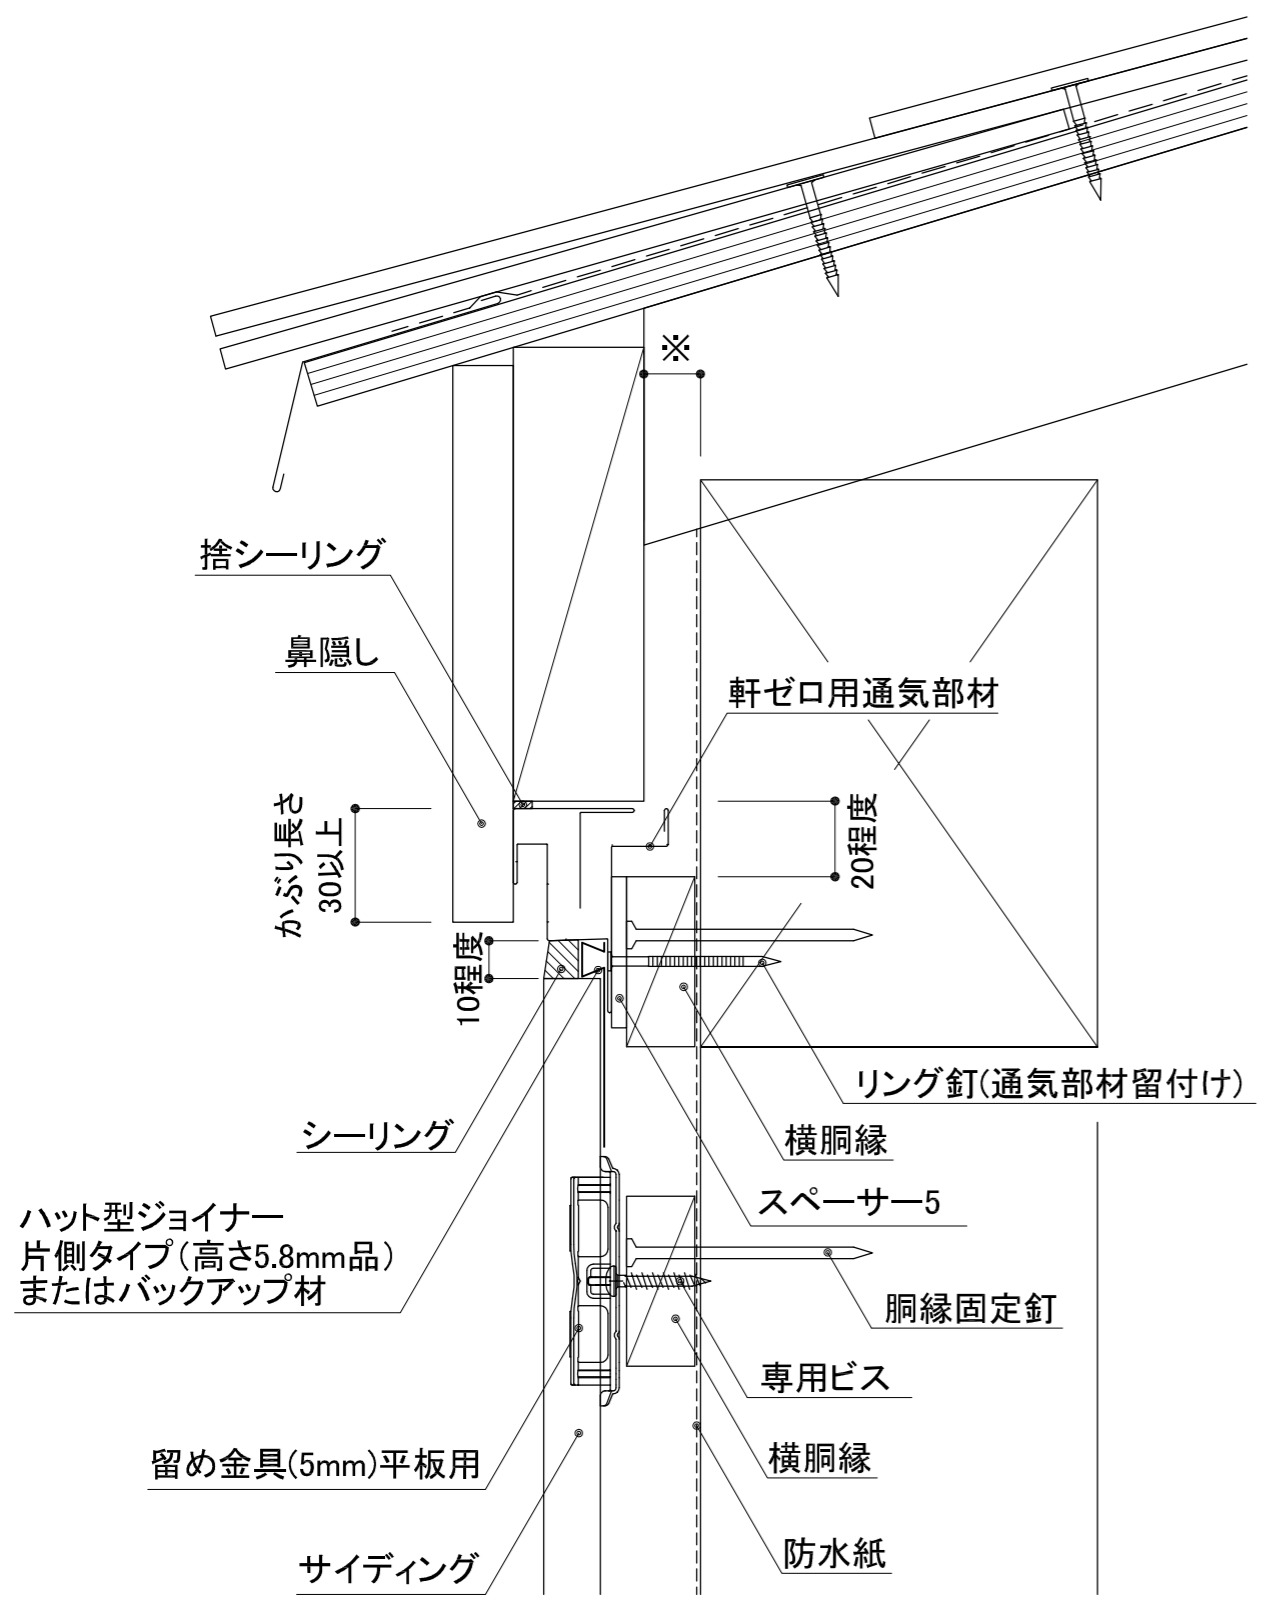 ※
捨シーリング
鼻隠し
軒ゼロ用通気部材
かぶり長さ
30以上
20程度
10程度
リング釘(通気部材留付け)
シーリング
横胴縁
スペーサー5
ハット型ジョイナー
片側タイプ(高さ5.8mm品)
またはバックアップ材
胴縁固定釘
専用ビス
留め金具(5mm)平板用
横胴縁
サイディング
防水紙